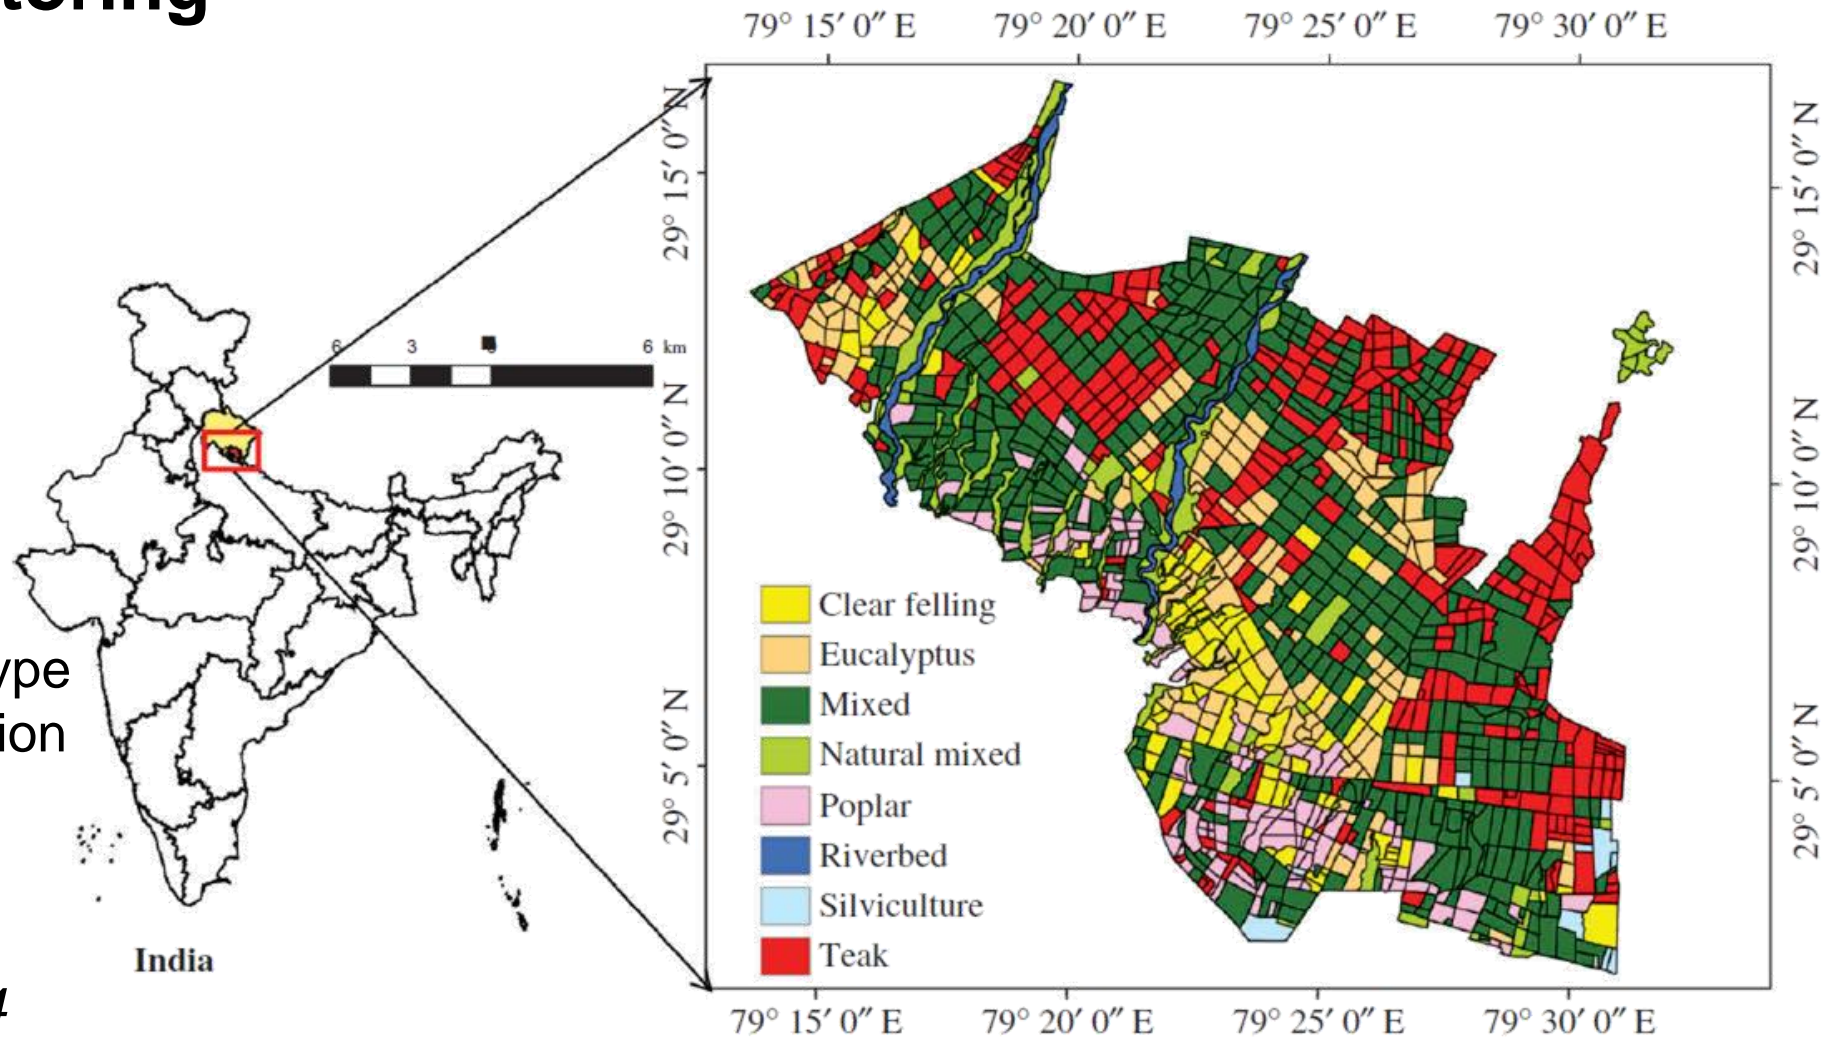 tering
79° 15′ 0″ E 79° 20′ 0″ E 79° 25′ 0″ E 79° 30′ 0″ E
29° 15′ 0″ N
29° 10′ 0″ N
29° 5′ 0″ N
29° 15′ 0″ N
29° 10′ 0″ N
29° 5′ 0″ N
6 3 6 km
ype
ion
India
4
Clear felling
Eucalyptus
Mixed
Natural mixed
Poplar
Riverbed
Silviculture
Teak
79° 15′ 0″ E 79° 20′ 0″ E 79° 25′ 0″ E 79° 30′ 0″ E